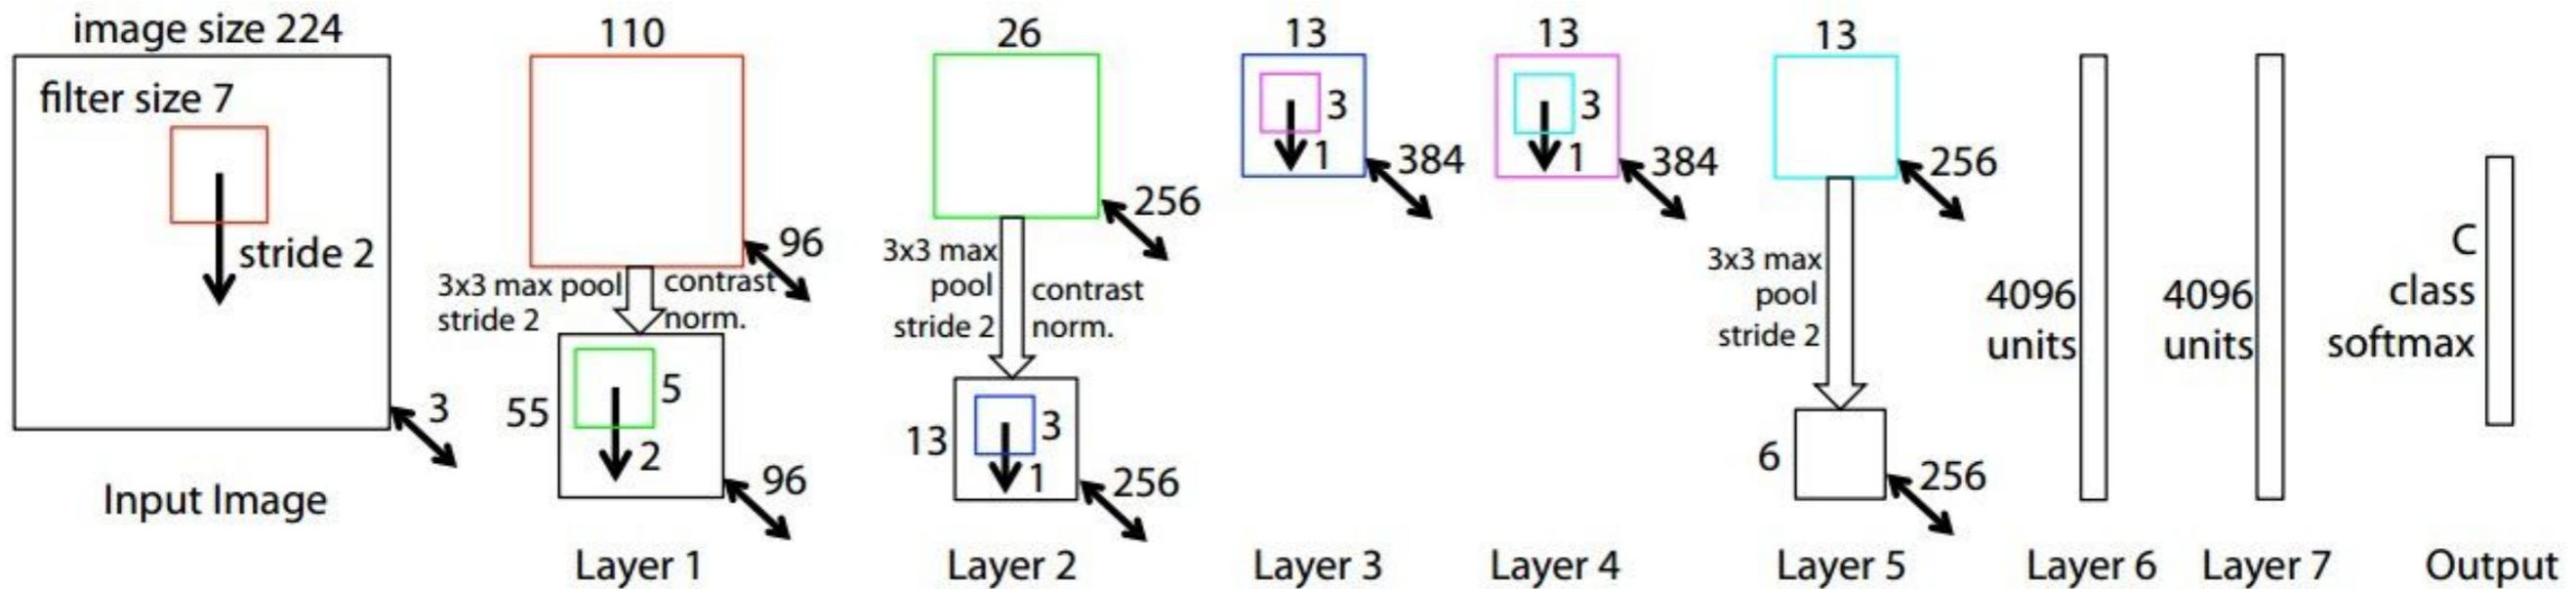 image size 224
filter size 7
stride 2
3
Input Image
110
96
3x3 max pool
stride 2
contrast
norm.
55
5
2
96
Layer 1
26
256
3x3 max
pool
stride 2
contrast
norm.
13
3
1
256
Layer 2
13
3
1
384
Layer 3
13
3
1
384
Layer 4
13
256
3x3 max
pool
stride 2
6
256
Layer 5
4096
units
Layer 6
4096
units
Layer 7
C
class
softmax
Output